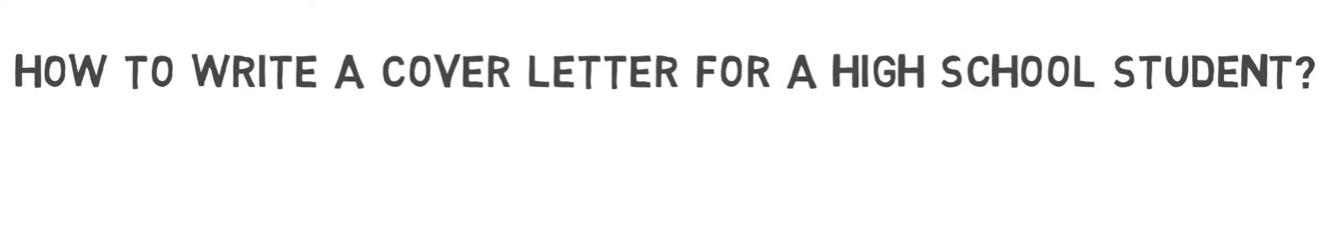 HOW TO WRITE A COVER LETTER FOR A HIGH SCHOOL STUDENT?